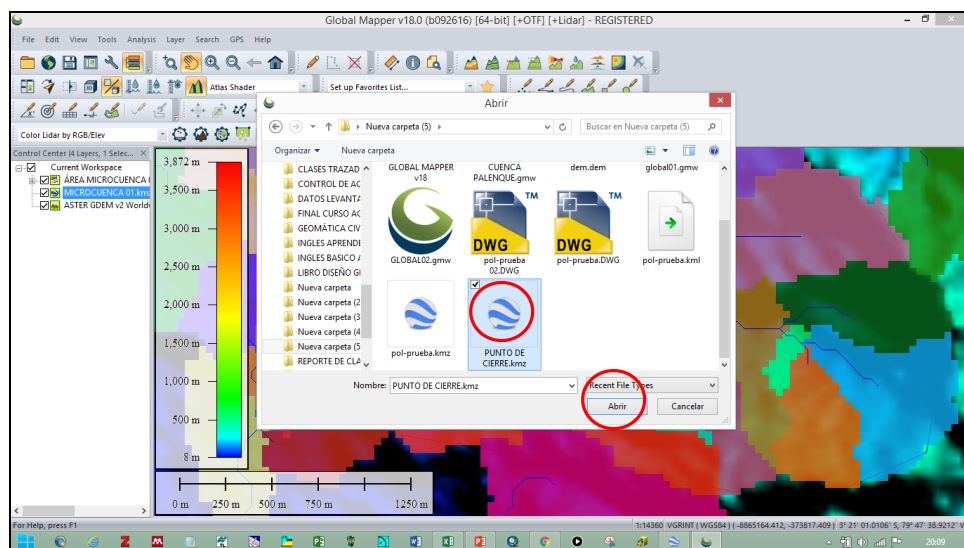 Global Mapper v18.0 (b092616) [64-bit] [+OTF] [+Lidar] - REGISTERED
File Edit View Tools Analysis Layer Search GPS Help
Atlas Shader
Set up Favorites List...
Color Lidar by RGB/Elev
Control Center (4 Layers, 1 Selec...
Current Workspace
ÁREA MICROCUENCA
MICROCUENCA 01.kmz
ASTER GDEM v2 World
Abrir
Nueva carpeta (5)
Buscar en Nueva carpeta (5)
Organizar
Nueva carpeta
CLASES TRAZAD
CONTROL DE AC
DATOS LEVANTA
FINAL CURSO AC
GEOMÁTICA CIV
INGLES APRENDE
INGLES BASICO
LIBRO DISEÑO GI
Nueva carpeta
Nueva carpeta (2
Nueva carpeta (3
Nueva carpeta (4
Nueva carpeta (5
REPORTE DE CLA
GLOBAL MAPPER
v18
CUENCA
PALENQUE.gmw
dem.dem
global01.gmw
GLOBAL02.gmw
TM
DWG
pol-prueba
02.DWG
TM
DWG
pol-prueba.DWG
pol-prueba.kml
pol-prueba.kmz
PUNTO DE
CIERRE.kmz
Nombre: PUNTO DE CIERRE.kmz
Recent File Types
Abrir
Cancelar
3,872 m
3,500 m
3,000 m
2,500 m
2,000 m
1,500 m
1,000 m
500 m
8 m
0 m 250 m 500 m 750 m 1250 m
For Help, press F1
1:14360 VGRINT ( WGS84 ) ( -8865164.412, -373817.409 ) 3° 21' 01.0106" S, 79° 47' 38.9212" W
20:09